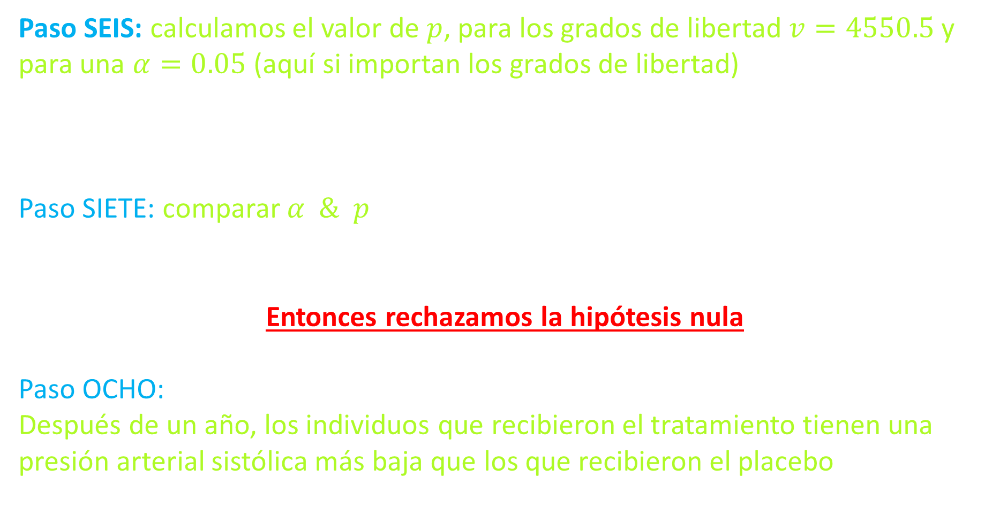 Paso SEIS: calculamos el valor de 𝑝, para los grados de libertad 𝑣 = 4550.5 y
para una 𝛼 = 0.05 (aquí si importan los grados de libertad)
Paso SIETE: comparar 𝛼 & 𝑝
Entonces rechazamos la hipótesis nula
Paso OCHO:
Después de un año, los individuos que recibieron el tratamiento tienen una
presión arterial sistólica más baja que los que recibieron el placebo